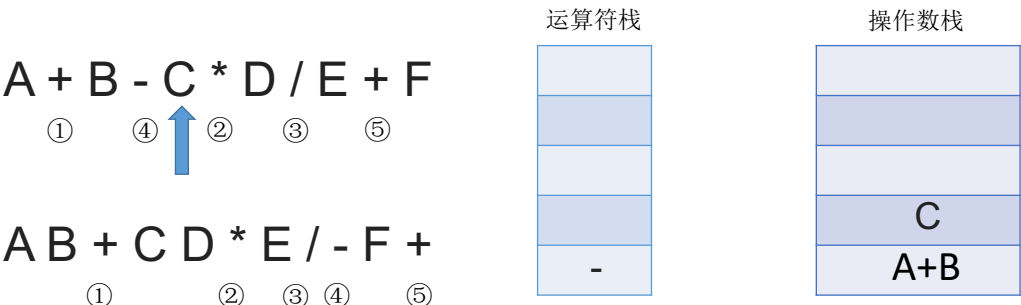 运算符栈 操作数栈
A + B - C * D / E + F
① ④ ② ③ ⑤
C
A B + C D * E / - F +
- A+B
① ② ③ ④ ⑤